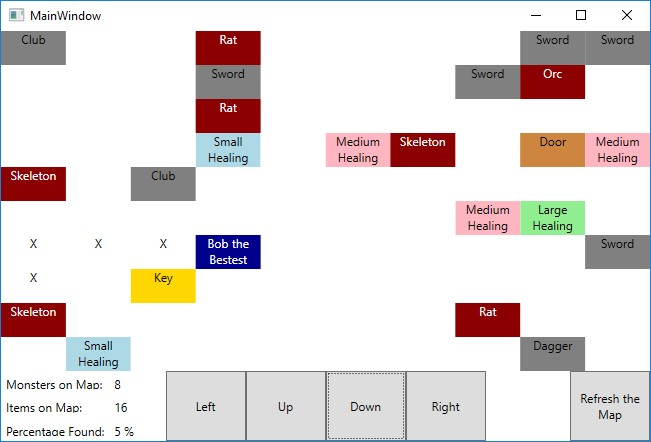 MainWindow
Club Rat Sword Sword
Sword Sword Orc
Rat
Small Healing Medium Healing Skeleton Door Medium Healing
Skeleton Club
Medium Healing Large Healing
X X X Bob the Bestest Sword
X Key
Skeleton Rat
Small Healing Dagger
Monsters on Map: 8
Items on Map: 16
Percentage Found: 5 %
Left Up Down Right Refresh the Map